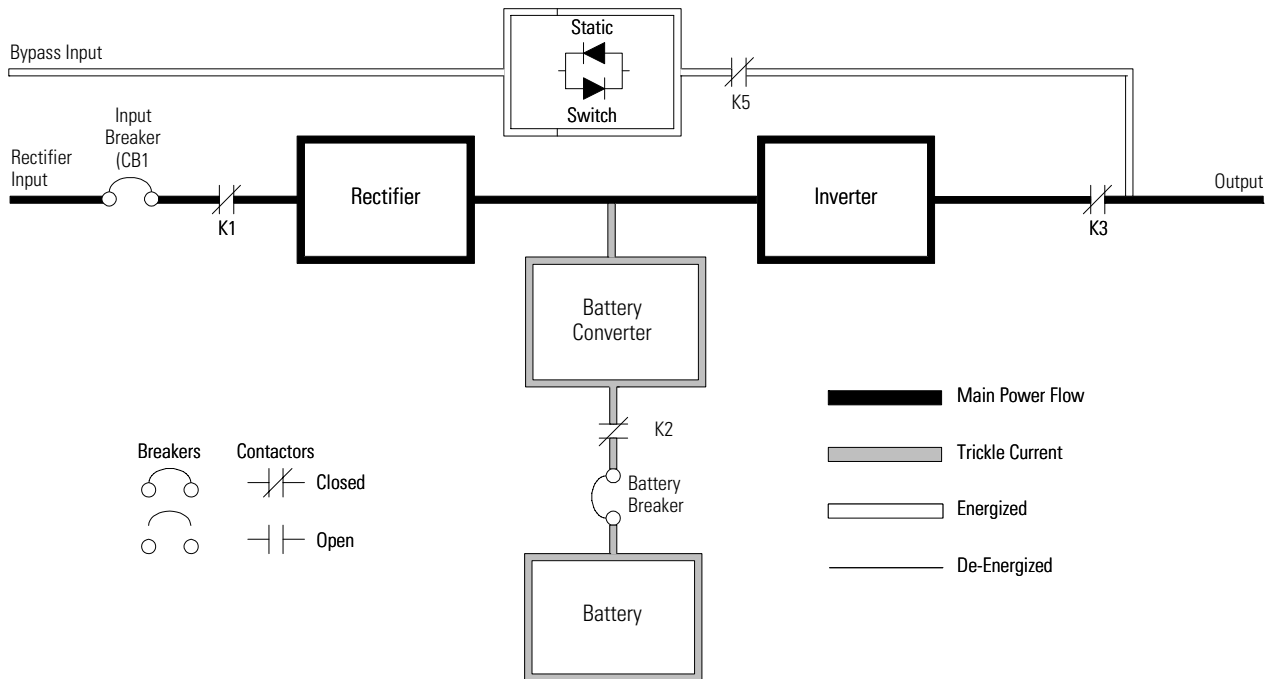 Static
Switch
Bypass Input
K5
Input
Breaker
(CB1
Rectifier
Input
K1
Rectifier
Inverter
K3
Output
Battery
Converter
K2
Battery
Breaker
Battery
Breakers
Contactors
Closed
Open
Main Power Flow
Trickle Current
Energized
De-Energized